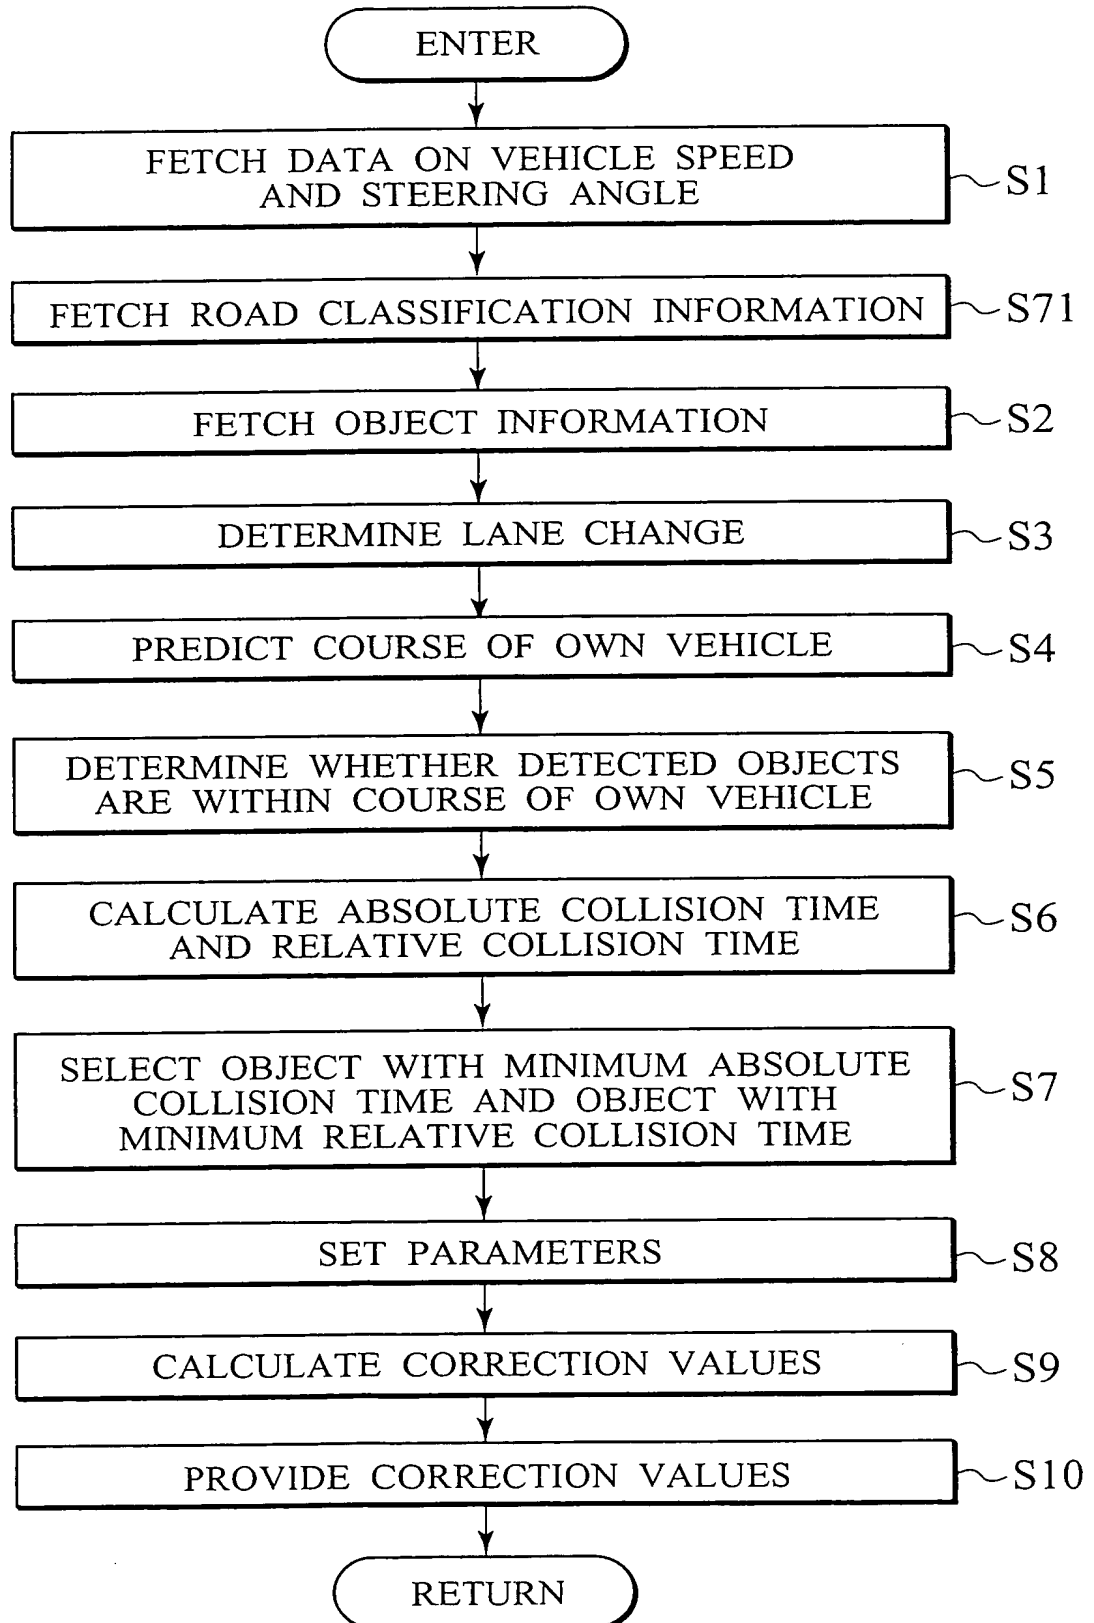 ENTER
FETCH DATA ON VEHICLE SPEED
AND STEERING ANGLE
S1
FETCH ROAD CLASSIFICATION INFORMATION
S71
FETCH OBJECT INFORMATION
S2
DETERMINE LANE CHANGE
S3
PREDICT COURSE OF OWN VEHICLE
S4
DETERMINE WHETHER DETECTED OBJECTS
ARE WITHIN COURSE OF OWN VEHICLE
S5
CALCULATE ABSOLUTE COLLISION TIME
AND RELATIVE COLLISION TIME
S6
SELECT OBJECT WITH MINIMUM ABSOLUTE
COLLISION TIME AND OBJECT WITH
MINIMUM RELATIVE COLLISION TIME
S7
SET PARAMETERS
S8
CALCULATE CORRECTION VALUES
S9
PROVIDE CORRECTION VALUES
S10
RETURN